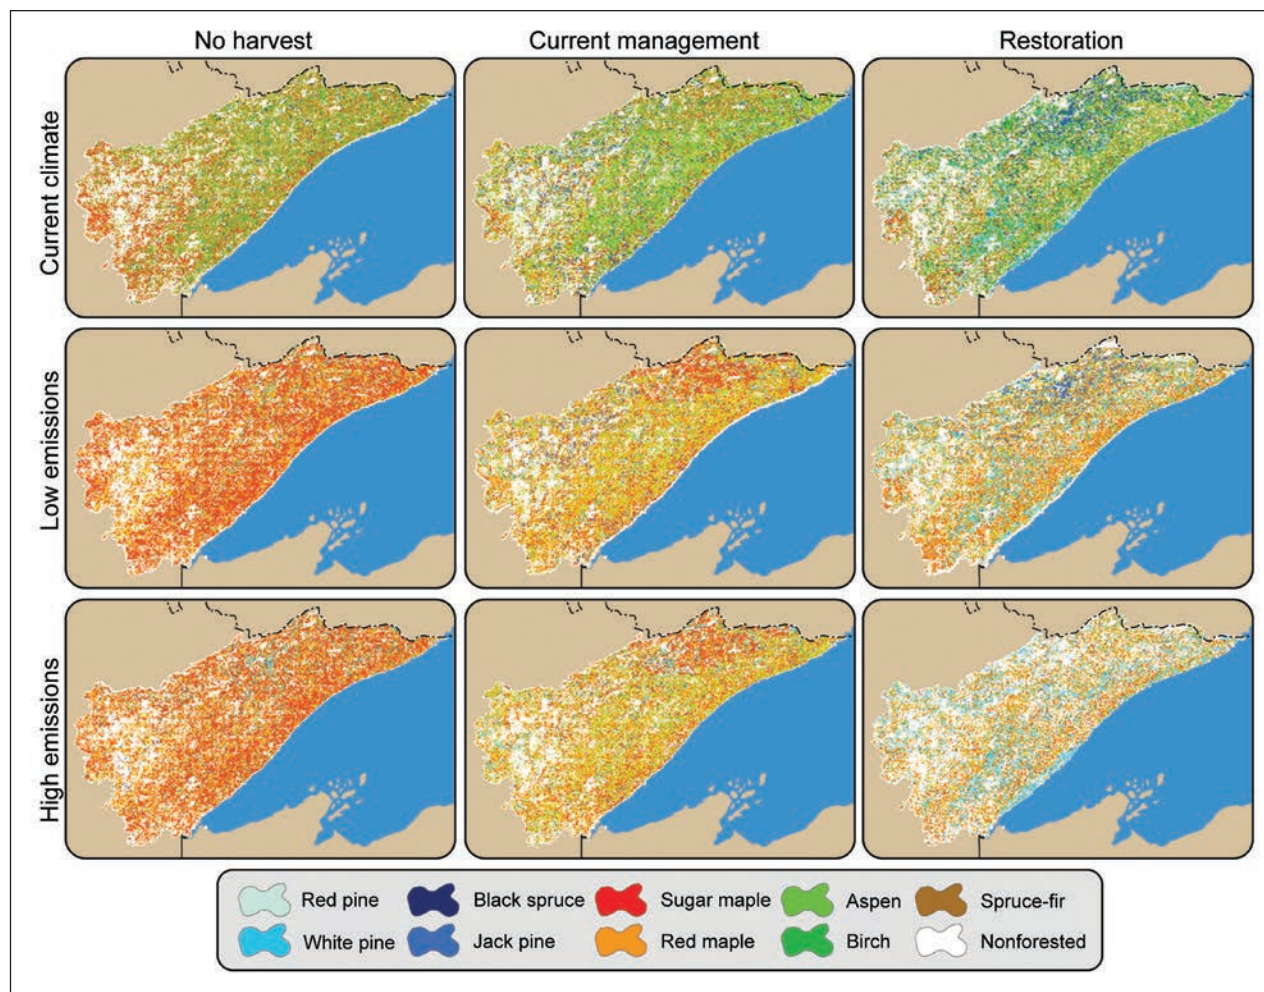 No harvest Current management Restoration
Current climate
Low emissions
High emissions
Red pine Black spruce Sugar maple Aspen Spruce-fir
White pine Jack pine Red maple Birch Nonforested